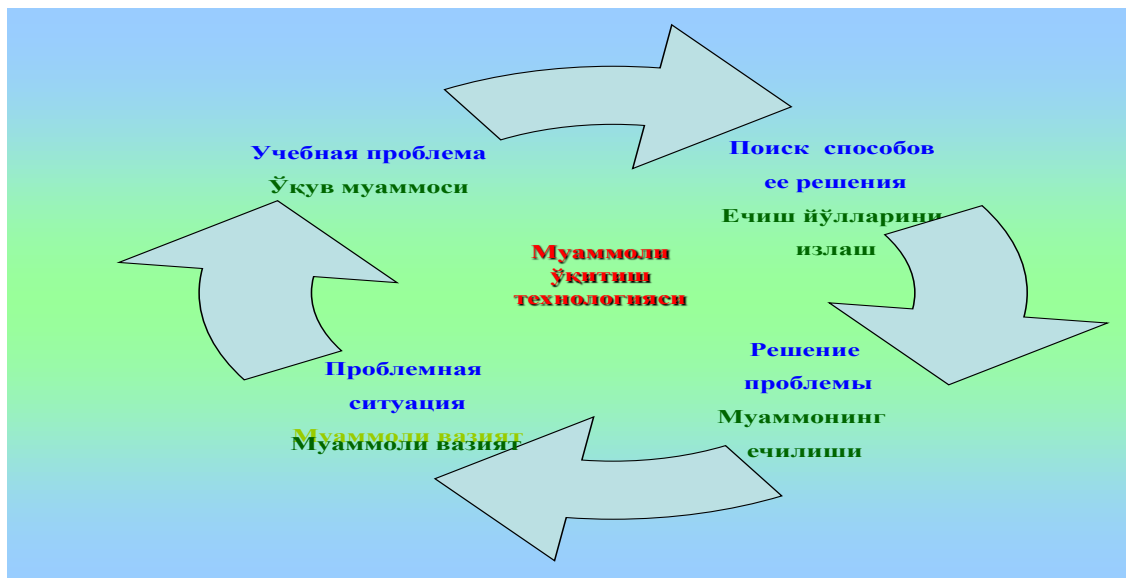 Учебная проблема
Ўқув муаммоси
Поиск способов
ее решения
Ечиш йўлларини
излаш
Муаммоли
ўқитиш
технологияси
Проблемная
ситуация
Муаммоли вазият
Муаммоли вазият
Решение
проблемы
Муаммонинг
ечилиши